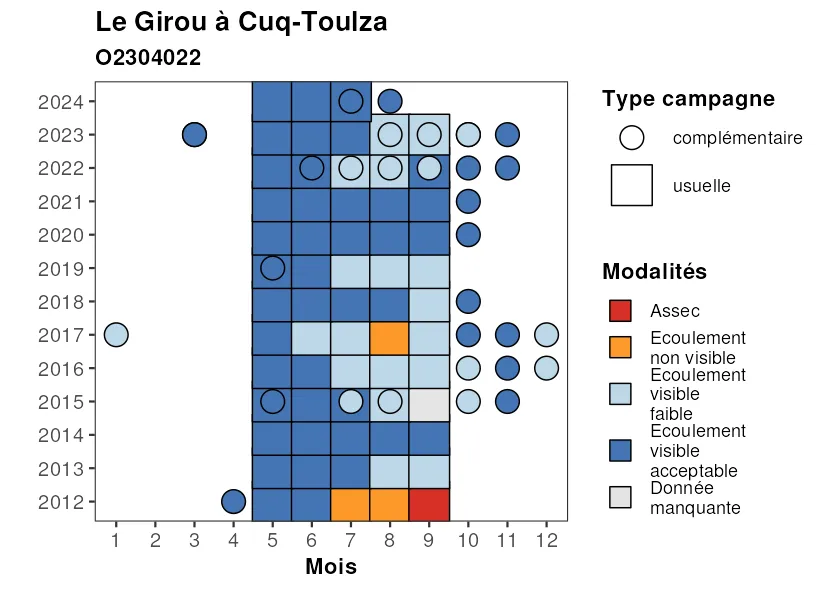 Le Girou à Cuq-Toulza
O2304022
2024
2023
2022
2021
2020
2019
2018
2017
2016
2015
2014
2013
2012
1 2 3 4 5 6 7 8 9 10 11 12
Mois
Type campagne
complémentaire
usuelle
Modalités
Assec
Ecoulement
non visible
Ecoulement
visible
faible
Ecoulement
visible
acceptable
Donnée
manquante